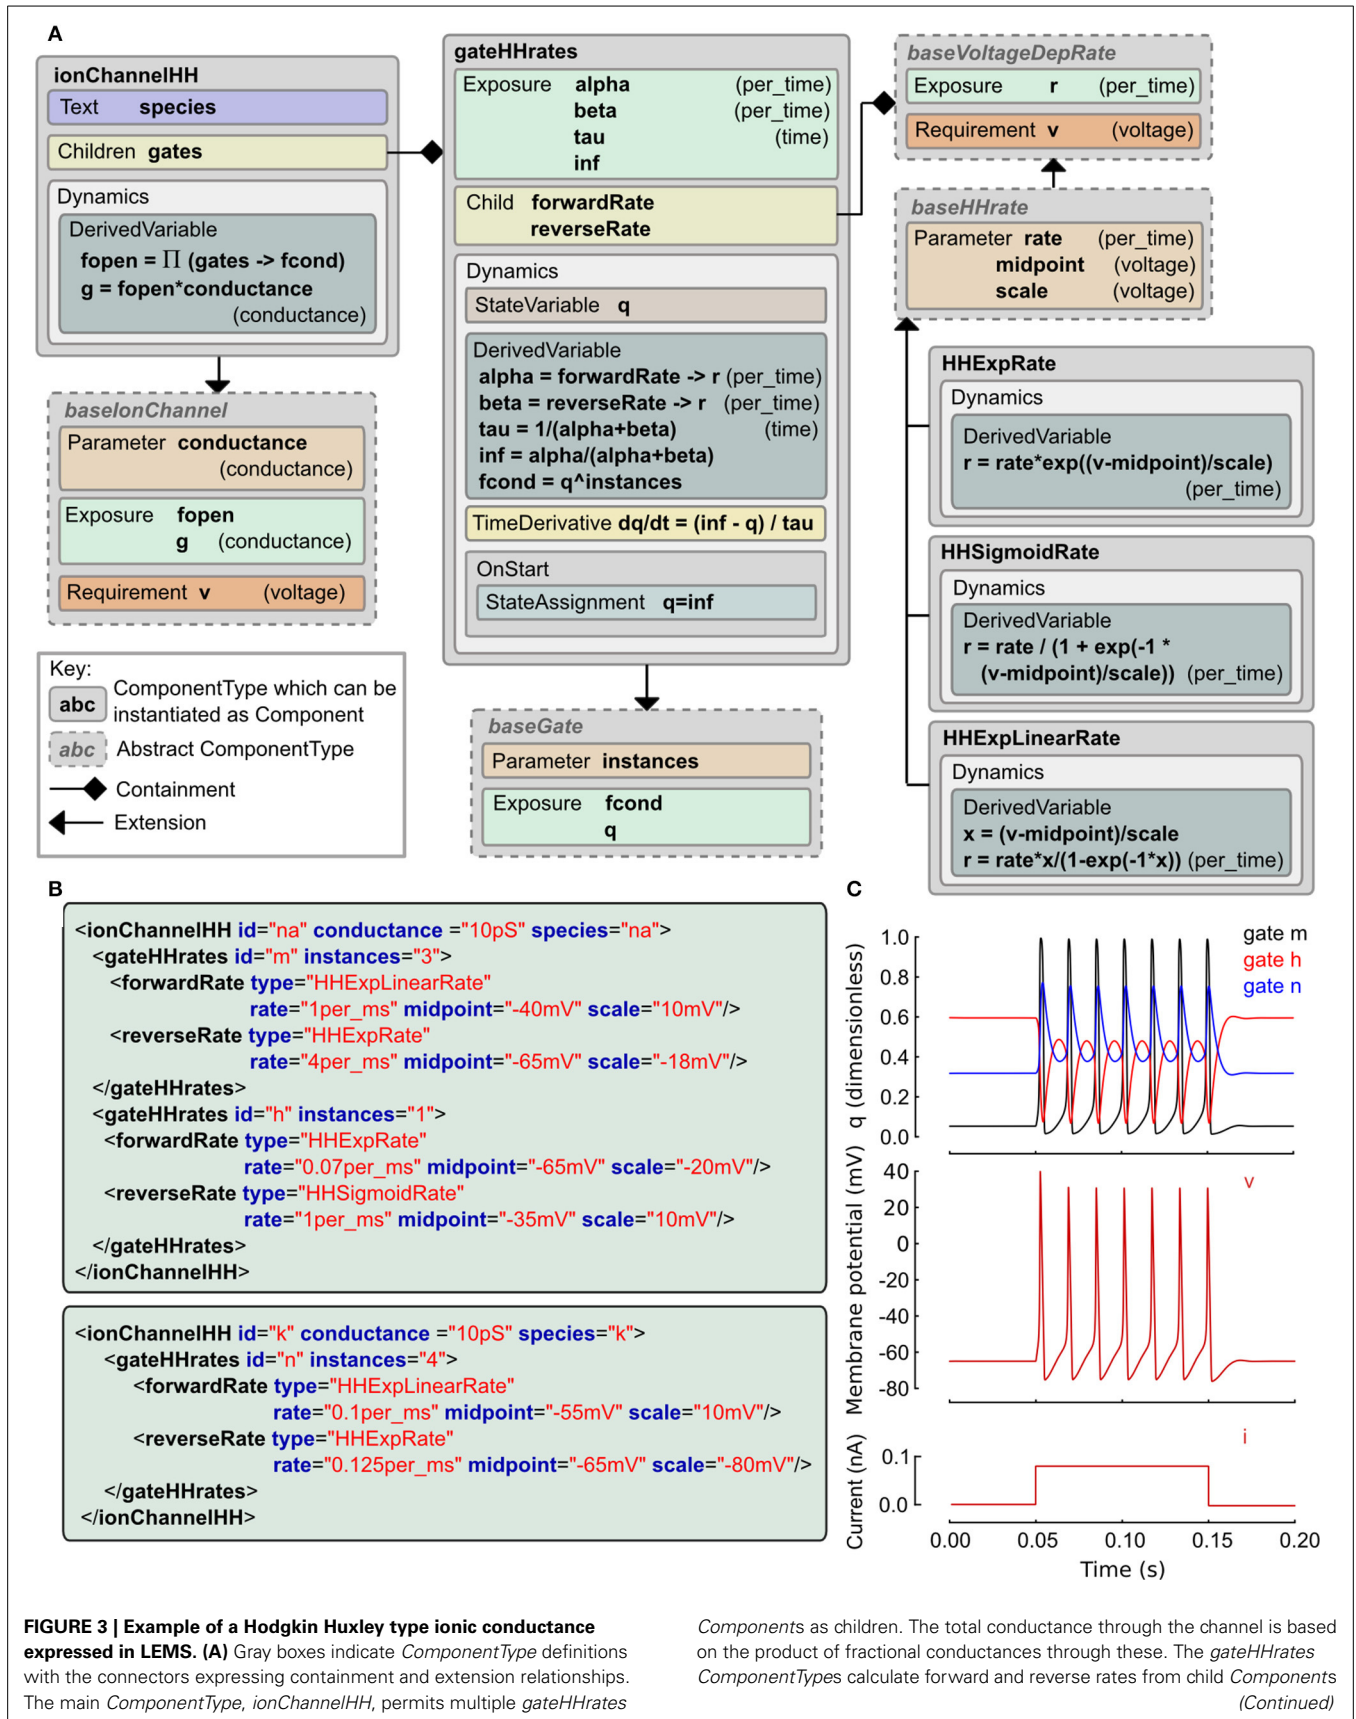 A
ionChannelHH
Text species
Children gates
Dynamics
DerivedVariable
fopen = Π (gates -> fcond)
g = fopen*conductance
(conductance)
baseIonChannel
Parameter conductance
(conductance)
Exposure fopen
g (conductance)
Requirement v (voltage)
Key:
abc ComponentType which can be
instantiated as Component
abc Abstract ComponentType
Containment
Extension
gateHHrates
Exposure alpha (per_time)
beta (per_time)
tau (time)
inf
Child forwardRate
reverseRate
Dynamics
StateVariable q
DerivedVariable
alpha = forwardRate -> r (per_time)
beta = reverseRate -> r (per_time)
tau = 1/(alpha+beta) (time)
inf = alpha/(alpha+beta)
fcond = q^instances
TimeDerivative dq/dt = (inf - q) / tau
OnStart
StateAssignment q=inf
baseGate
Parameter instances
Exposure fcond
q
baseVoltageDepRate
Exposure r (per_time)
Requirement v (voltage)
baseHHrate
Parameter rate (per_time)
midpoint (voltage)
scale (voltage)
HHExpRate
Dynamics
DerivedVariable
r = rate*exp((v-midpoint)/scale)
(per_time)
HHSigmoidRate
Dynamics
DerivedVariable
r = rate / (1 + exp(-1 *
(v-midpoint)/scale)) (per_time)
HHExpLinearRate
Dynamics
DerivedVariable
x = (v-midpoint)/scale
r = rate*x/(1-exp(-1*x)) (per_time)
B
<ionChannelHH id="na" conductance ="10pS" species="na">
<gateHHrates id="m" instances="3">
<forwardRate type="HHExpLinearRate"
rate="1per_ms" midpoint="-40mV" scale="10mV"/>
<reverseRate type="HHExpRate"
rate="4per_ms" midpoint="-65mV" scale="-18mV"/>
</gateHHrates>
<gateHHrates id="h" instances="1">
<forwardRate type="HHExpRate"
rate="0.07per_ms" midpoint="-65mV" scale="-20mV"/>
<reverseRate type="HHSigmoidRate"
rate="1per_ms" midpoint="-35mV" scale="10mV"/>
</gateHHrates>
</ionChannelHH>
<ionChannelHH id="k" conductance ="10pS" species="k">
<gateHHrates id="n" instances="4">
<forwardRate type="HHExpLinearRate"
rate="0.1per_ms" midpoint="-55mV" scale="10mV"/>
<reverseRate type="HHExpRate"
rate="0.125per_ms" midpoint="-65mV" scale="-80mV"/>
</gateHHrates>
</ionChannelHH>
C
q (dimensionless)
1.0
0.8
0.6
0.4
0.2
0.0
gate m
gate h
gate n
Membrane potential (mV)
40
20
0
-20
-40
-60
-80
v
Current (nA)
0.1
0.0
i
0.00 0.05 0.10 0.15 0.20
Time (s)
FIGURE 3 | Example of a Hodgkin Huxley type ionic conductance
expressed in LEMS. (A) Gray boxes indicate ComponentType definitions
with the connectors expressing containment and extension relationships.
The main ComponentType, ionChannelHH, permits multiple gateHHrates
Components as children. The total conductance through the channel is based
on the product of fractional conductances through these. The gateHHrates
ComponentTypes calculate forward and reverse rates from child Components
(Continued)